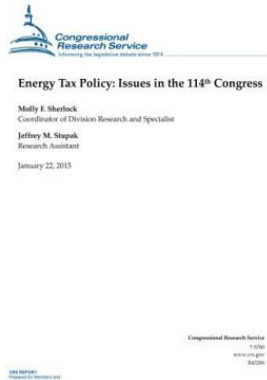 Congressional
Research Service
Informing the legislative debate since 1914
Energy Tax Policy: Issues in the 114th Congress
Molly F. Sherlock
Coordinator of Division Research and Specialist
Jeffrey M. Stupak
Research Assistant
January 22, 2015
Congressional Research Service
7-5700
www.crs.gov
R43206
CRS REPORT
Prepared for Members and